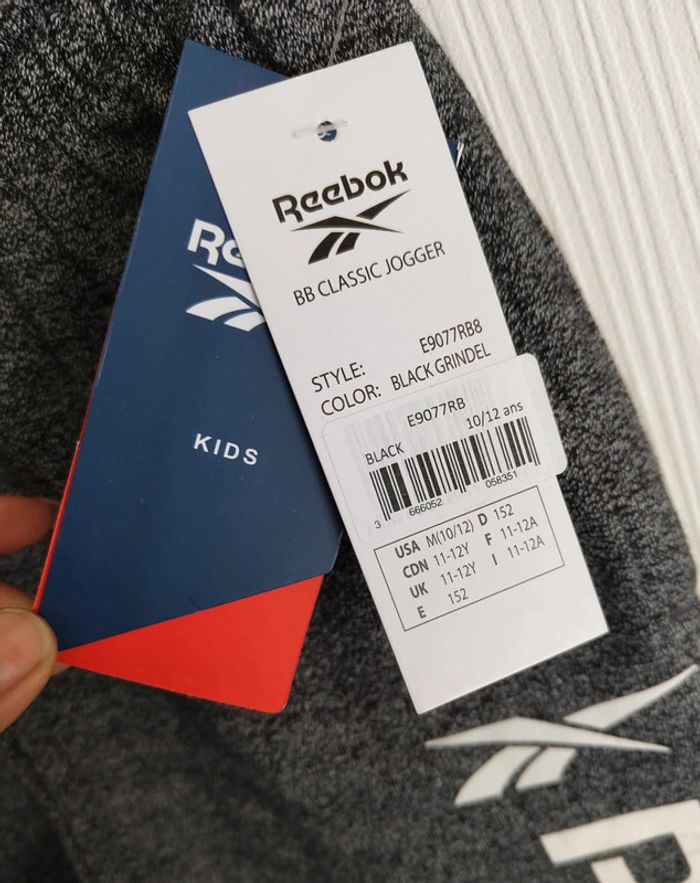 Reebok
BB CLASSIC JOGGER
STYLE: E9077RB8
COLOR: BLACK GRINDEL
E9077RB
BLACK 10/12 ans
3 666052 058351
USA M(10/12) D 152
CDN 11-12Y F 11-12A
UK 11-12Y I 11-12A
E 152
Re
KIDS